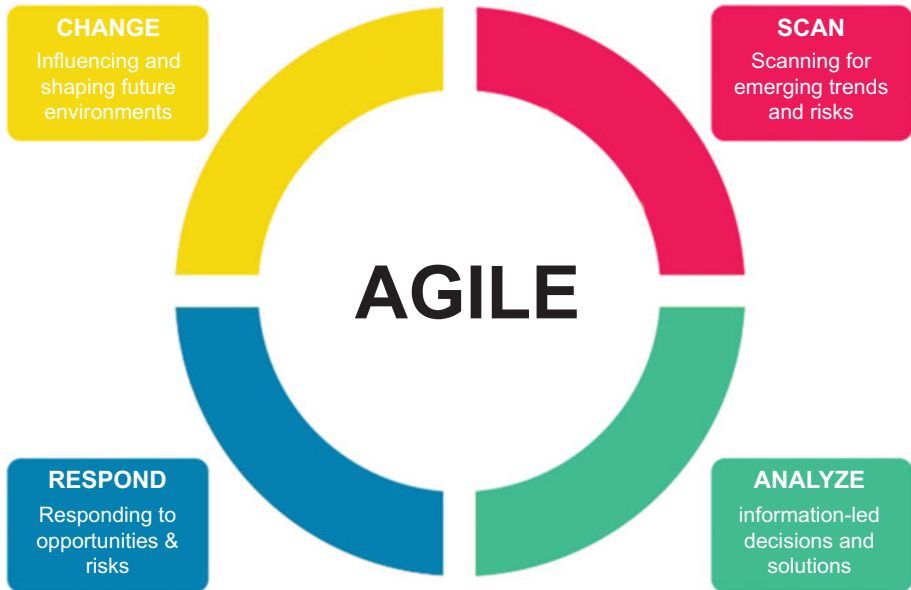 CHANGE
Influencing and
shaping future
environments
SCAN
Scanning for
emerging trends
and risks
AGILE
RESPOND
Responding to
opportunities &
risks
ANALYZE
information-led
decisions and
solutions